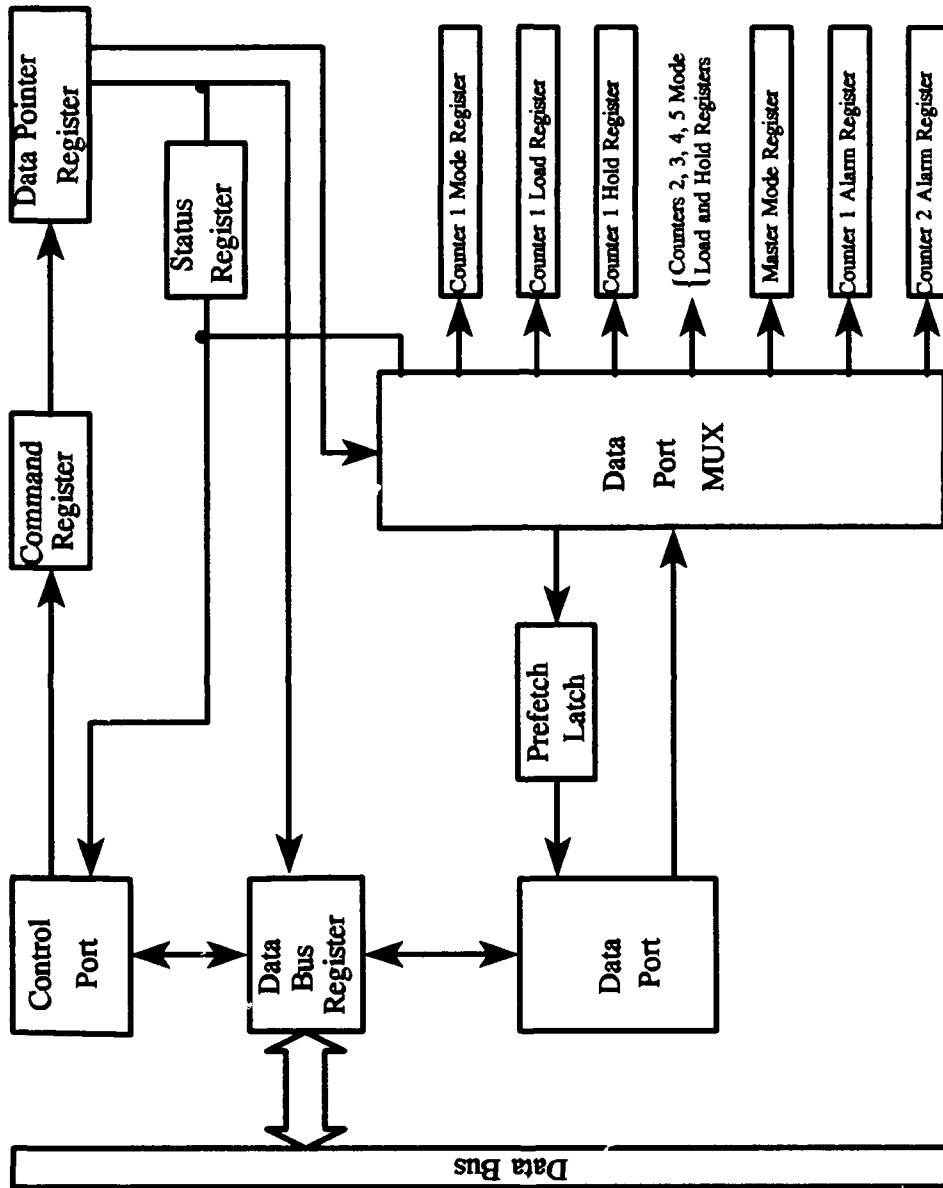 Data Pointer
Register
Status
Register
Command
Register
Control
Port
Data
Bus
Register
Data Bus
Data
Port
Prefetch
Latch
Data
Port
MUX
Counter 1 Mode Register
Counter 1 Load Register
Counter 1 Hold Register
{Counters 2, 3, 4, 5 Mode
Load and Hold Registers
Master Mode Register
Counter 1 Alarm Register
Counter 2 Alarm Register